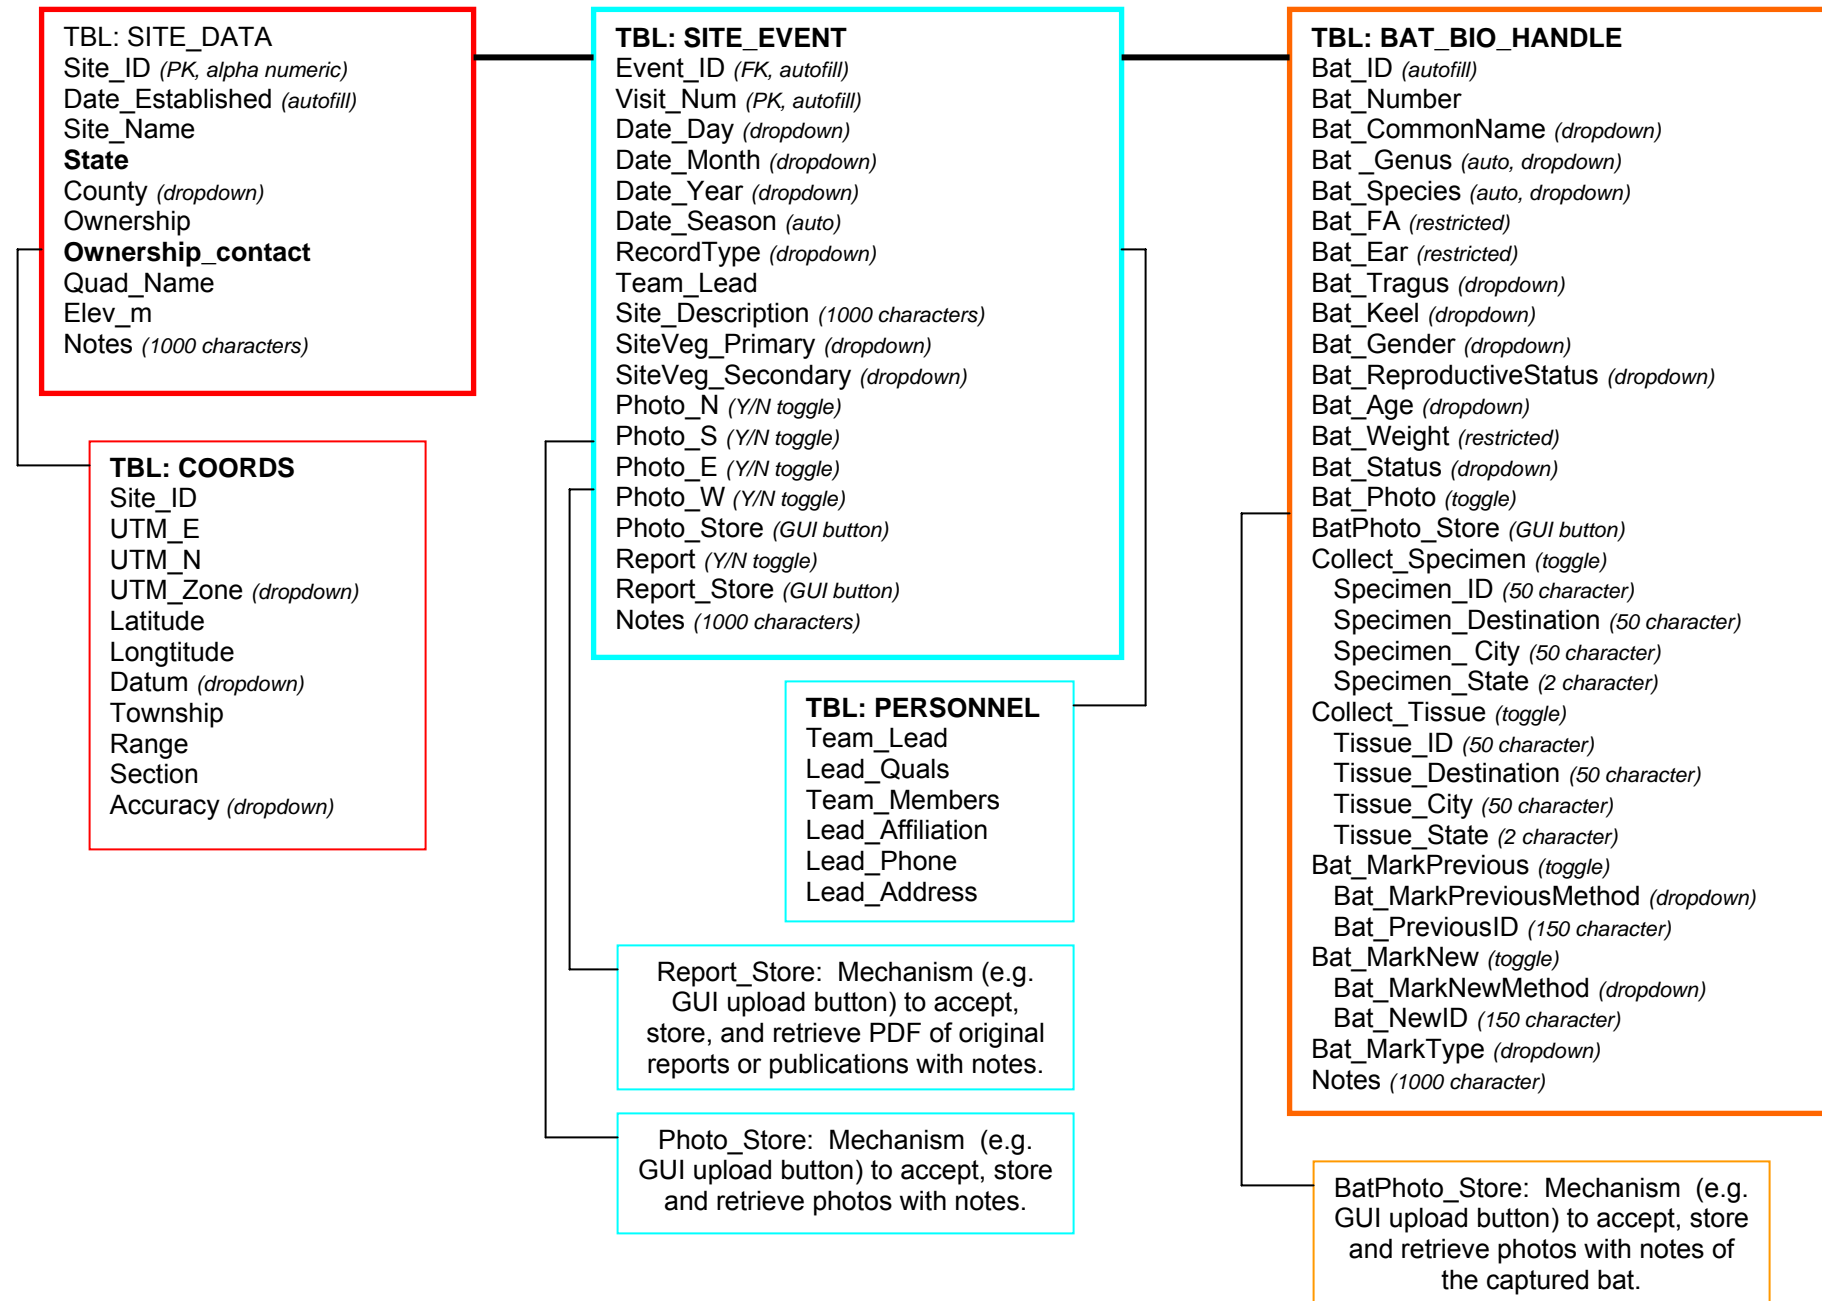 TBL: SITE_DATA
Site_ID (PK, alpha numeric)
Date_Established (autofill)
Site_Name
State
County (dropdown)
Ownership
Ownership_contact
Quad_Name
Elev_m
Notes (1000 characters)
TBL: COORDS
Site_ID
UTM_E
UTM_N
UTM_Zone (dropdown)
Latitude
Longtitude
Datum (dropdown)
Township
Range
Section
Accuracy (dropdown)
TBL: SITE_EVENT
Event_ID (FK, autofill)
Visit_Num (PK, autofill)
Date_Day (dropdown)
Date_Month (dropdown)
Date_Year (dropdown)
Date_Season (auto)
RecordType (dropdown)
Team_Lead
Site_Description (1000 characters)
SiteVeg_Primary (dropdown)
SiteVeg_Secondary (dropdown)
Photo_N (Y/N toggle)
Photo_S (Y/N toggle)
Photo_E (Y/N toggle)
Photo_W (Y/N toggle)
Photo_Store (GUI button)
Report (Y/N toggle)
Report_Store (GUI button)
Notes (1000 characters)
TBL: PERSONNEL
Team_Lead
Lead_Quals
Team_Members
Lead_Affiliation
Lead_Phone
Lead_Address
Report_Store: Mechanism (e.g.
GUI upload button) to accept,
store, and retrieve PDF of original
reports or publications with notes.
Photo_Store: Mechanism (e.g.
GUI upload button) to accept, store
and retrieve photos with notes.
TBL: BAT_BIO_HANDLE
Bat_ID (autofill)
Bat_Number
Bat_CommonName (dropdown)
Bat _Genus (auto, dropdown)
Bat_Species (auto, dropdown)
Bat_FA (restricted)
Bat_Ear (restricted)
Bat_Tragus (dropdown)
Bat_Keel (dropdown)
Bat_Gender (dropdown)
Bat_ReproductiveStatus (dropdown)
Bat_Age (dropdown)
Bat_Weight (restricted)
Bat_Status (dropdown)
Bat_Photo (toggle)
BatPhoto_Store (GUI button)
Collect_Specimen (toggle)
Specimen_ID (50 character)
Specimen_Destination (50 character)
Specimen_ City (50 character)
Specimen_State (2 character)
Collect_Tissue (toggle)
Tissue_ID (50 character)
Tissue_Destination (50 character)
Tissue_City (50 character)
Tissue_State (2 character)
Bat_MarkPrevious (toggle)
Bat_MarkPreviousMethod (dropdown)
Bat_PreviousID (150 character)
Bat_MarkNew (toggle)
Bat_MarkNewMethod (dropdown)
Bat_NewID (150 character)
Bat_MarkType (dropdown)
Notes (1000 character)
BatPhoto_Store: Mechanism (e.g.
GUI upload button) to accept, store
and retrieve photos with notes of
the captured bat.